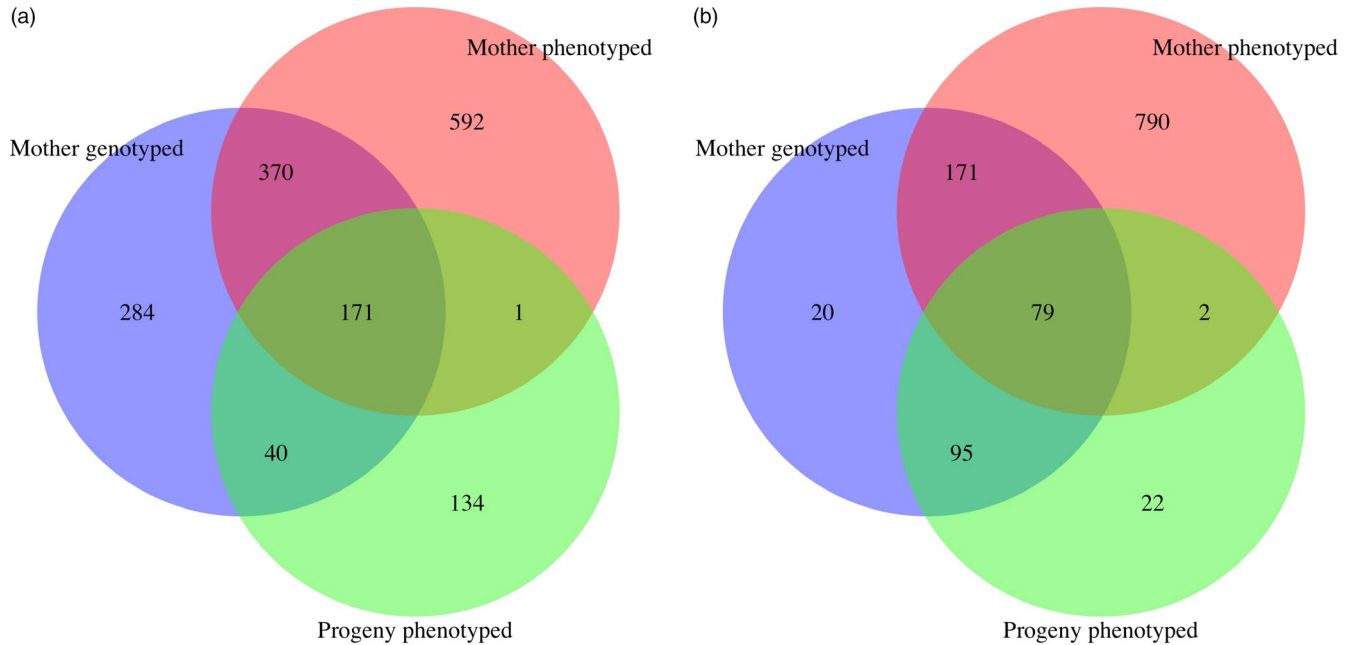 (a)
Mother phenotyped
592
Mother genotyped
370
284
171
1
40
134
Progeny phenotyped
(b)
Mother phenotyped
790
Mother genotyped
171
20
79
2
95
22
Progeny phenotyped